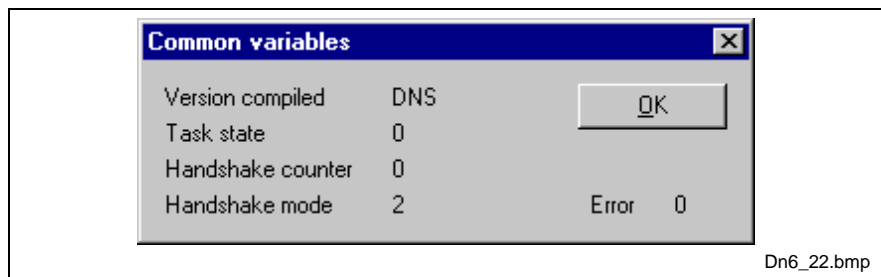 Common variables
Version compiled DNS
OK
Task state 0
Handshake counter 0
Handshake mode 2 Error 0
Dn6_22.bmp